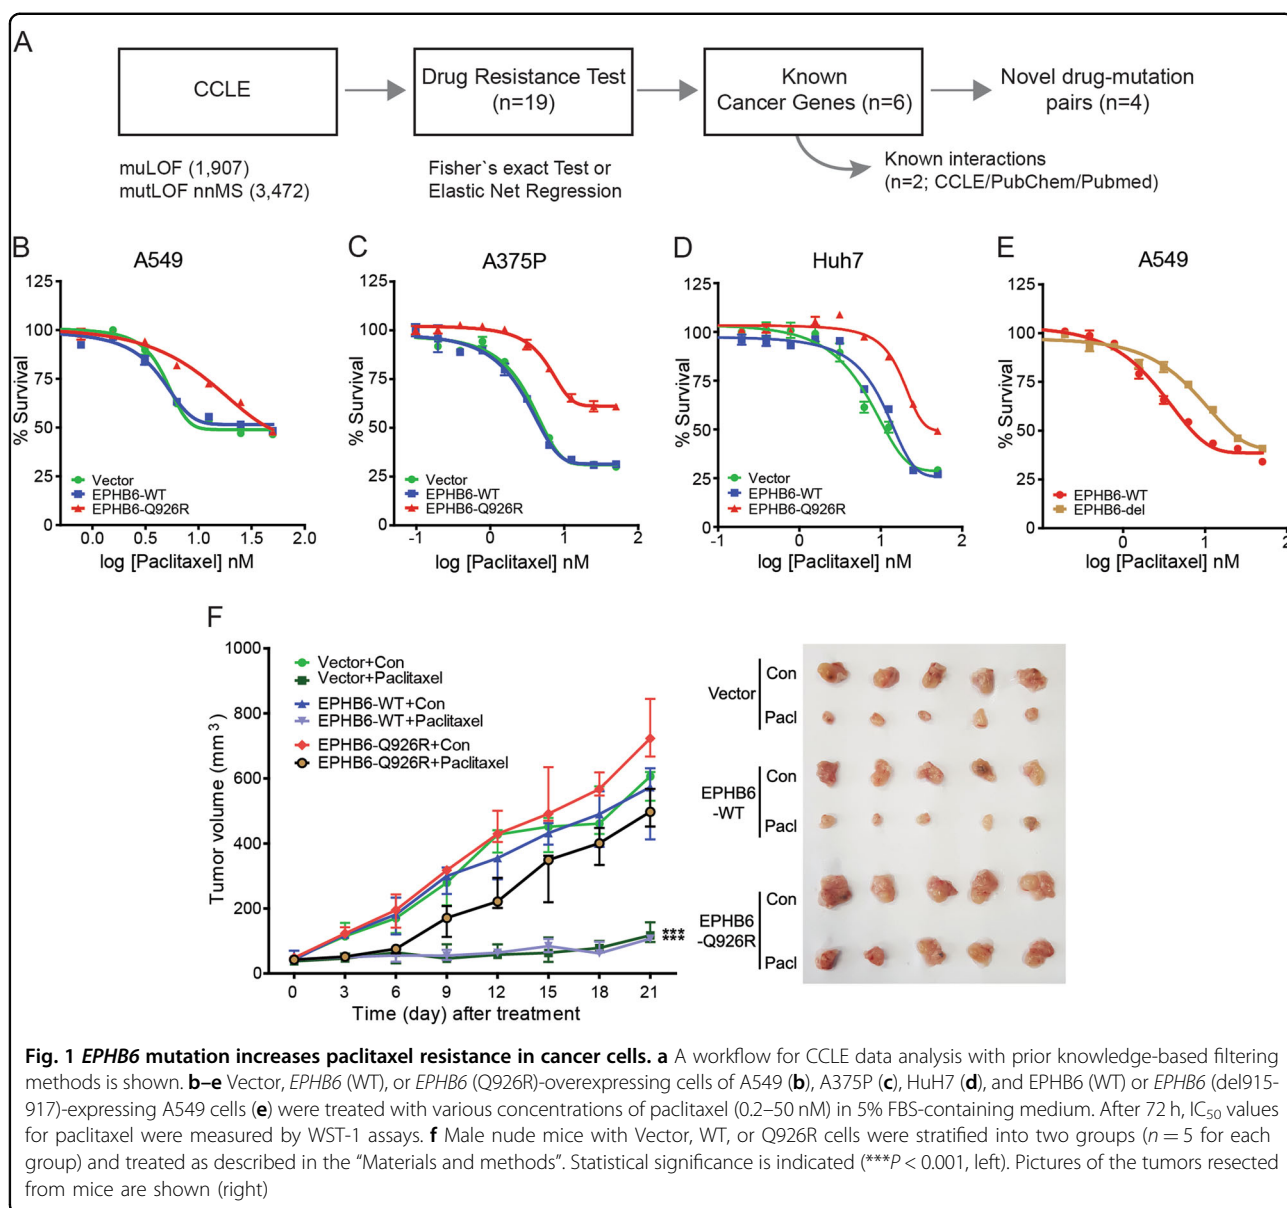 A
CCLE
Drug Resistance Test
(n=19)
Known
Cancer Genes (n=6)
Novel drug-mutation
pairs (n=4)
muLOF (1,907)
mutLOF nnMS (3,472)
Fisher`s exact Test or
Elastic Net Regression
Known interactions
(n=2; CCLE/PubChem/Pubmed)
B
A549
125
100
75
50
25
0
% Survival
Vector
EPHB6-WT
EPHB6-Q926R
0.0 0.5 1.0 1.5 2.0
log [Paclitaxel] nM
C
A375P
125
100
75
50
25
0
% Survival
Vector
EPHB6-WT
EPHB6-Q926R
-1 0 1 2
log [Paclitaxel] nM
D
Huh7
125
100
75
50
25
0
% Survival
Vector
EPHB6-WT
EPHB6-Q926R
-1 0 1 2
log [Paclitaxel] nM
E
A549
125
100
75
50
25
0
% Survival
EPHB6-WT
EPHB6-del
0 1 2
log [Paclitaxel] nM
F
1000
800
600
400
200
0
Tumor volume (mm³)
Vector+Con
Vector+Paclitaxel
EPHB6-WT+Con
EPHB6-WT+Paclitaxel
EPHB6-Q926R+Con
EPHB6-Q926R+Paclitaxel
***
***
0 3 6 9 12 15 18 21
Time (day) after treatment
Vector
Con
Pacl
EPHB6
-WT
Con
Pacl
EPHB6
-Q926R
Con
Pacl
Fig. 1 EPHB6 mutation increases paclitaxel resistance in cancer cells. a A workflow for CCLE data analysis with prior knowledge-based filtering
methods is shown. b–e Vector, EPHB6 (WT), or EPHB6 (Q926R)-overexpressing cells of A549 (b), A375P (c), HuH7 (d), and EPHB6 (WT) or EPHB6 (del915-
917)-expressing A549 cells (e) were treated with various concentrations of paclitaxel (0.2–50 nM) in 5% FBS-containing medium. After 72 h, IC₅₀ values
for paclitaxel were measured by WST-1 assays. f Male nude mice with Vector, WT, or Q926R cells were stratified into two groups (n = 5 for each
group) and treated as described in the “Materials and methods”. Statistical significance is indicated (***P < 0.001, left). Pictures of the tumors resected
from mice are shown (right)